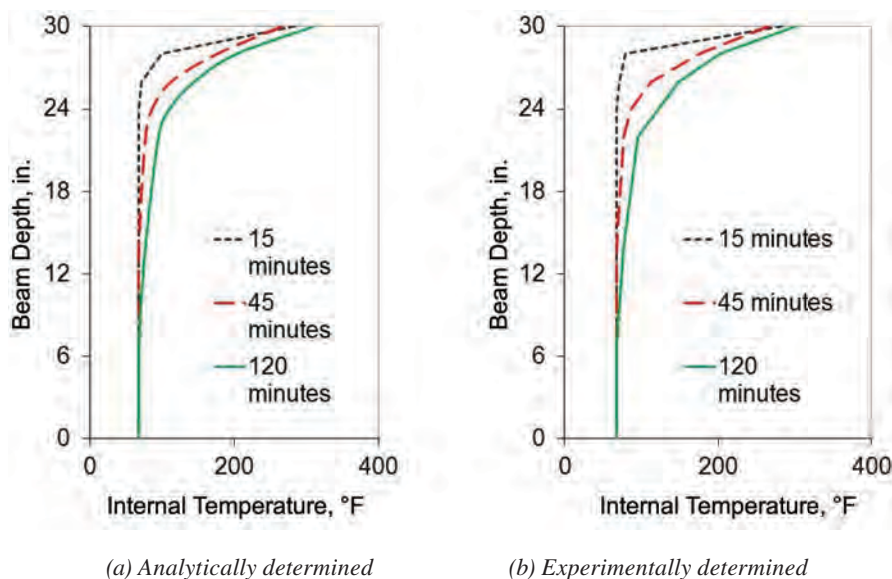 30
24
18
12
6
0
Beam Depth, in.
15
minutes
45
minutes
120
minutes
0 200 400
Internal Temperature, °F
(a) Analytically determined
30
24
18
12
6
0
Beam Depth, in.
15 minutes
45 minutes
120
minutes
0 200 400
Internal Temperature, °F
(b) Experimentally determined